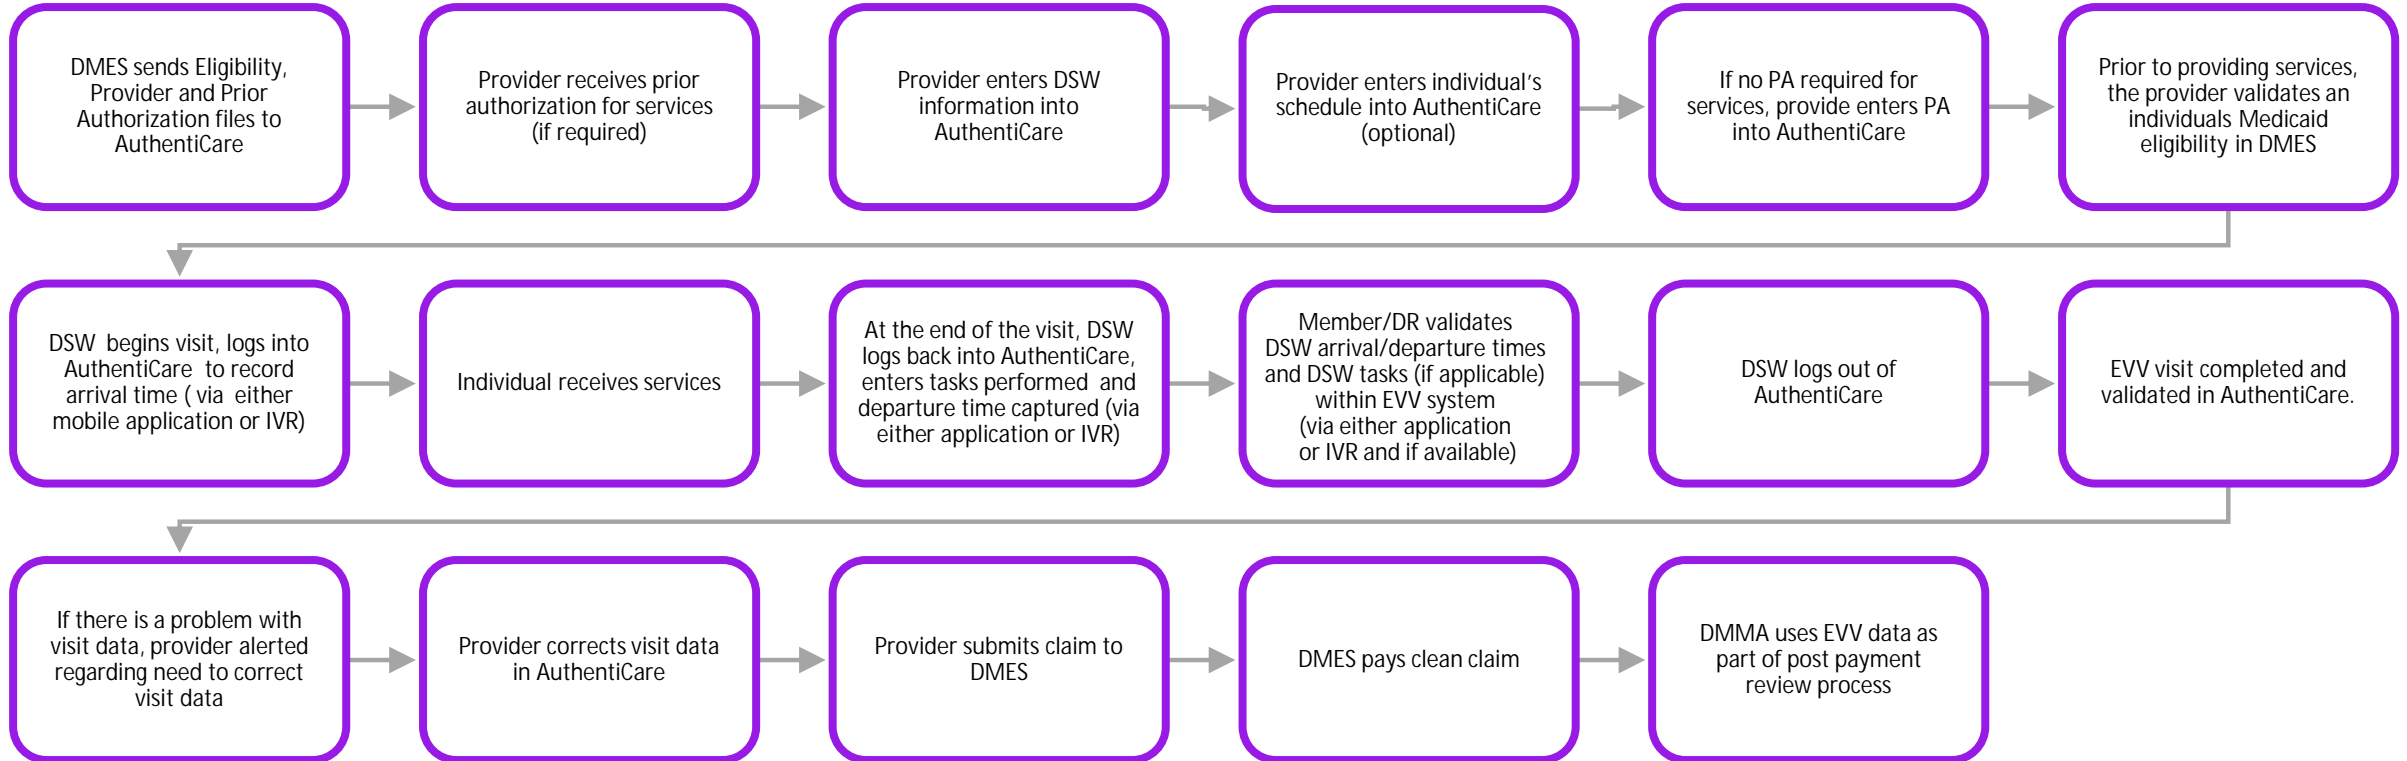 DMES sends Eligibility,
Provider and Prior
Authorization files to
AuthentiCare
Provider receives prior
authorization for services
(if required)
Provider enters DSW
information into
AuthentiCare
Provider enters individual's
schedule into AuthentiCare
(optional)
If no PA required for
services, provide enters PA
into AuthentiCare
Prior to providing services,
the provider validates an
individuals Medicaid
eligibility in DMES
DSW begins visit, logs into
AuthentiCare to record
arrival time ( via either
mobile application or IVR)
Individual receives services
At the end of the visit, DSW
logs back into AuthentiCare,
enters tasks performed and
departure time captured (via
either application or IVR)
Member/DR validates
DSW arrival/departure times
and DSW tasks (if applicable)
within EVV system
(via either application
or IVR and if available)
DSW logs out of
AuthentiCare
EVV visit completed and
validated in AuthentiCare.
If there is a problem with
visit data, provider alerted
regarding need to correct
visit data
Provider corrects visit data
in AuthentiCare
Provider submits claim to
DMES
DMES pays clean claim
DMMA uses EVV data as
part of post payment
review process